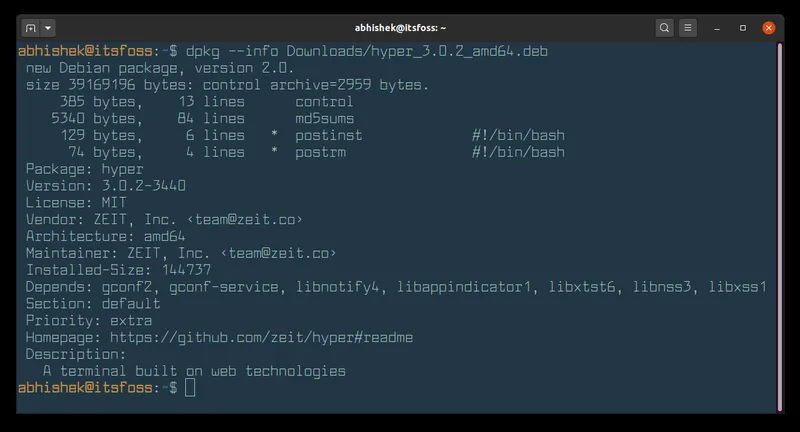 abhishek@itsfoss: ~
abhishek@itsfoss:~$ dpkg --info Downloads/hyper_3.0.2_amd64.deb
new Debian package, version 2.0.
size 39169196 bytes: control archive=2959 bytes.
385 bytes, 13 lines control
5340 bytes, 84 lines md5sums
129 bytes, 6 lines * postinst #!/bin/bash
74 bytes, 4 lines * postrm #!/bin/bash
Package: hyper
Version: 3.0.2-3440
License: MIT
Vendor: ZEIT, Inc. <team@zeit.co>
Architecture: amd64
Maintainer: ZEIT, Inc. <team@zeit.co>
Installed-Size: 144737
Depends: gconf2, gconf-service, libnotify4, libappindicator1, libxtst6, libnss3, libxss1
Section: default
Priority: extra
Homepage: https://github.com/zeit/hyper#readme
Description:
A terminal built on web technologies
abhishek@itsfoss:~$